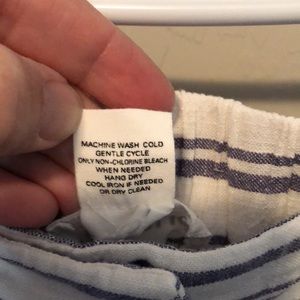 MACHINE WASH COLD
GENTLE CYCLE
ONLY NON-CHLORINE BLEACH
WHEN NEEDED
HANG DRY
COOL IRON IF NEEDED
OR DRY CLEAN